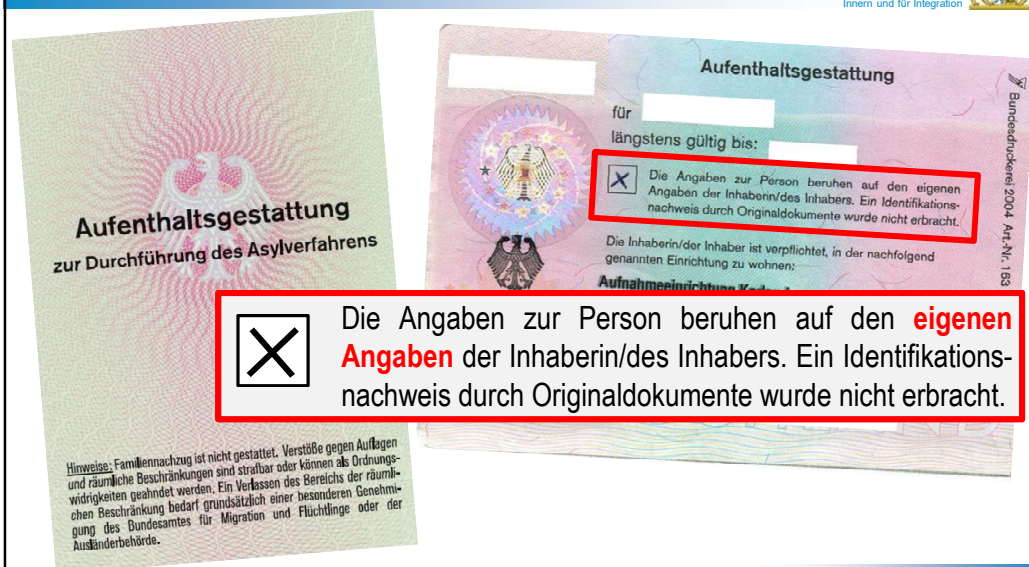 Innern und für Integration
Aufenthaltsgestattung
zur Durchführung des Asylverfahrens
Hinweise: Familiennachzug ist nicht gestattet. Verstöße gegen Auflagen
und räumliche Beschränkungen sind strafbar oder können als Ordnungs-
widrigkeiten geahndet werden. Ein Verlassen des Bereichs der räumli-
chen Beschränkung bedarf grundsätzlich einer besonderen Genehmi-
gung des Bundesamtes für Migration und Flüchtlinge oder der
Ausländerbehörde.
Aufenthaltsgestattung
für
längstens gültig bis:
Die Angaben zur Person beruhen auf den eigenen
Angaben der Inhaberin/des Inhabers. Ein Identifikations-
nachweis durch Originaldokumente wurde nicht erbracht.
Die Inhaberin/der Inhaber ist verpflichtet, in der nachfolgend
genannten Einrichtung zu wohnen:
Aufnahmeeinrichtung
Bundesdruckerei 2004 Art.-Nr. 163
Die Angaben zur Person beruhen auf den eigenen
Angaben der Inhaberin/des Inhabers. Ein Identifikations-
nachweis durch Originaldokumente wurde nicht erbracht.